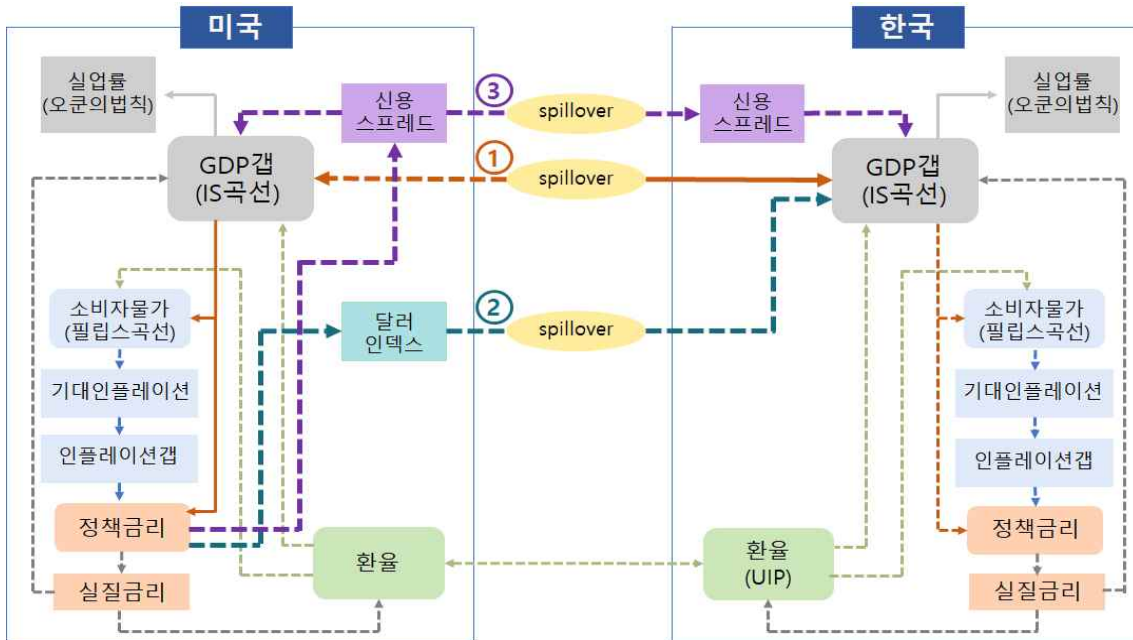 미국
한국
실업률
(오쿤의법칙)
신용
스프레드
③
spillover
신용
스프레드
실업률
(오쿤의법칙)
GDP갭
(IS곡선)
①
spillover
GDP갭
(IS곡선)
소비자물가
(필립스곡선)
달러
인덱스
②
spillover
소비자물가
(필립스곡선)
기대인플레이션
기대인플레이션
인플레이션갭
인플레이션갭
정책금리
환율
환율
(UIP)
정책금리
실질금리
실질금리